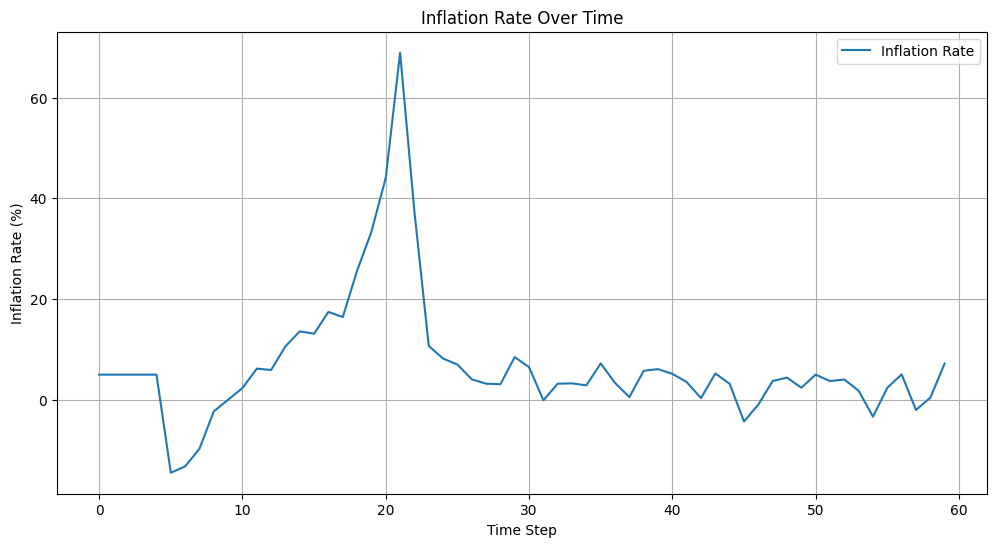 Inflation Rate Over Time
Inflation Rate
Inflation Rate (%)
60
40
20
0
0 10 20 30 40 50 60
Time Step